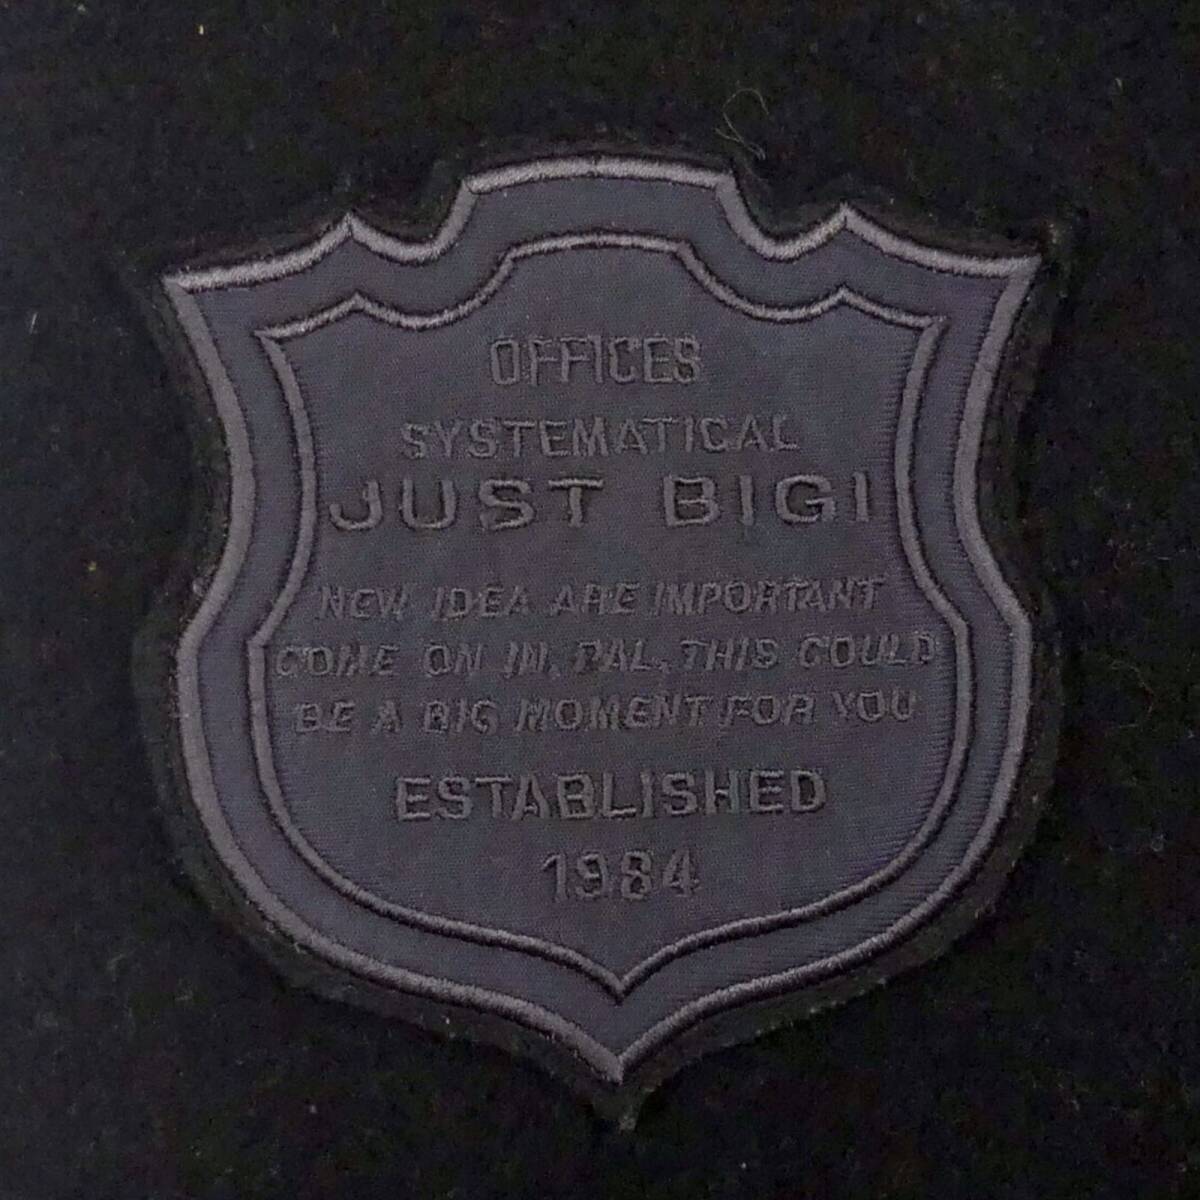 OFFICES
SYSTEMATICAL
JUST BIGI
NEW IDEA ARE IMPORTANT
COME ON IN, PAL, THIS COULD
BE A BIG MOMENT FOR YOU
ESTABLISHED
1984